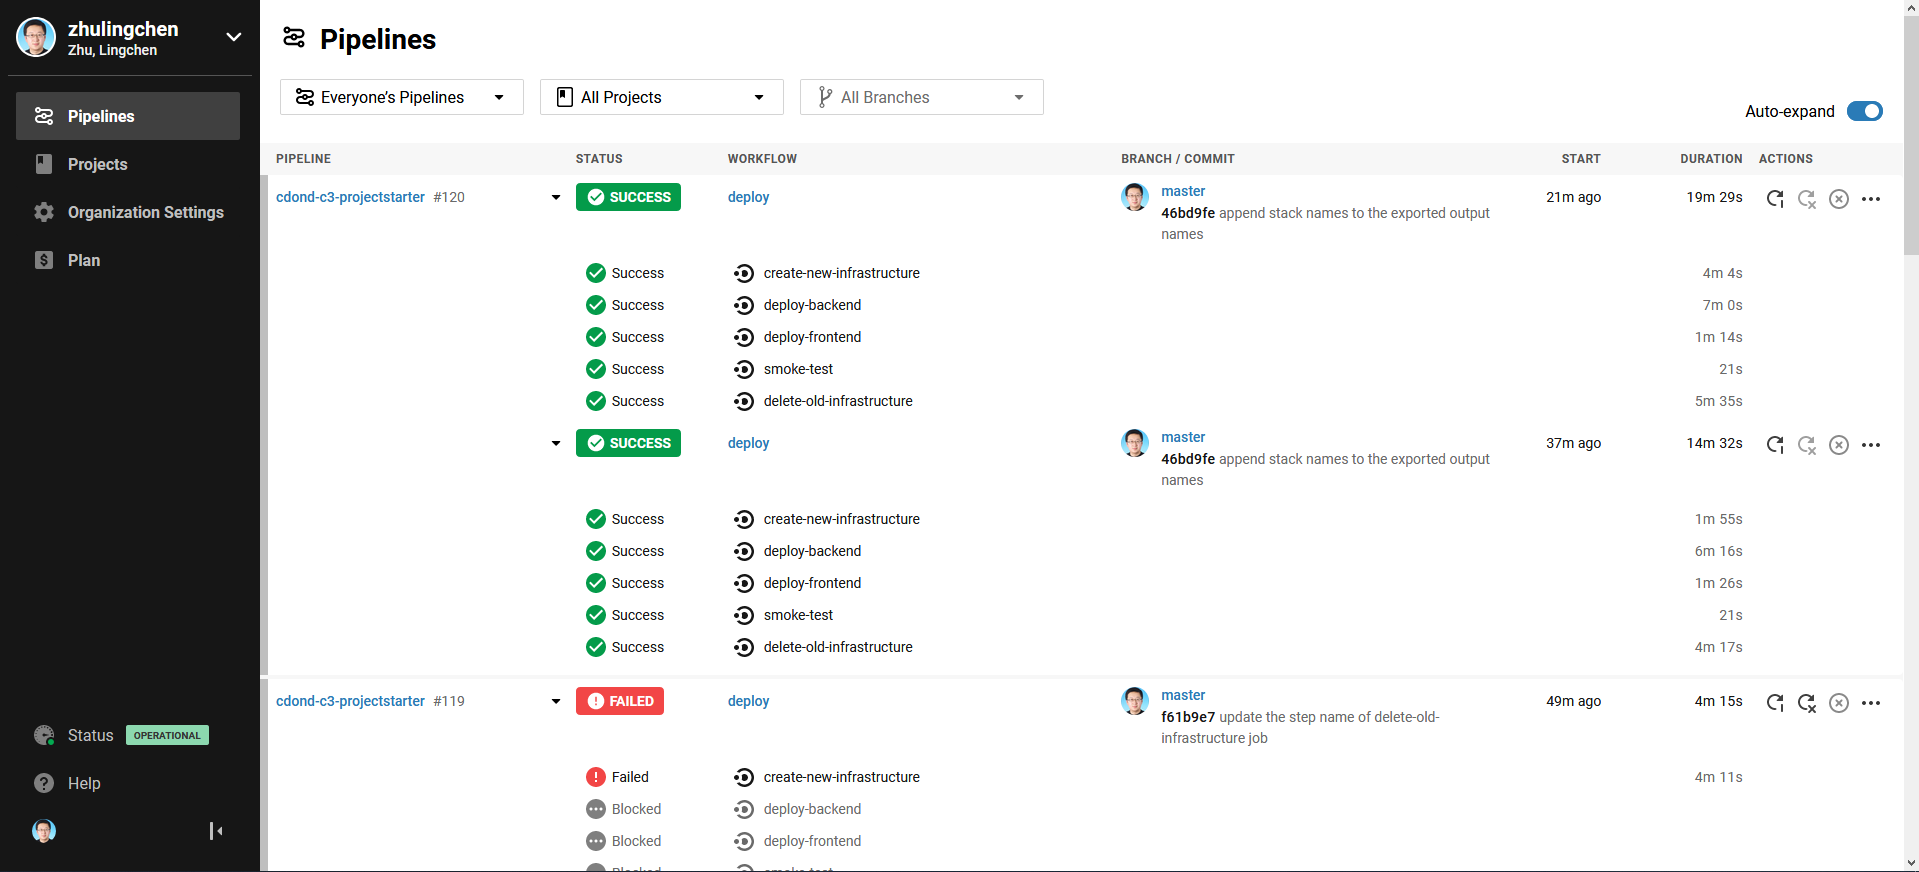 zhulingchen
Zhu, Lingchen
Pipelines
Projects
Organization Settings
Plan
Status OPERATIONAL
Help
Pipelines
Everyone’s Pipelines
All Projects
All Branches
Auto-expand
PIPELINE STATUS WORKFLOW BRANCH / COMMIT START DURATION ACTIONS
cdond-c3-projectstarter #120 SUCCESS deploy master 21m ago 19m 29s
46bd9fe append stack names to the exported output
names
Success create-new-infrastructure 4m 4s
Success deploy-backend 7m 0s
Success deploy-frontend 1m 14s
Success smoke-test 21s
Success delete-old-infrastructure 5m 35s
SUCCESS deploy master 37m ago 14m 32s
46bd9fe append stack names to the exported output
names
Success create-new-infrastructure 1m 55s
Success deploy-backend 6m 16s
Success deploy-frontend 1m 26s
Success smoke-test 21s
Success delete-old-infrastructure 4m 17s
cdond-c3-projectstarter #119 FAILED deploy master 49m ago 4m 15s
f61b9e7 update the step name of delete-old-
infrastructure job
Failed create-new-infrastructure 4m 11s
Blocked deploy-backend
Blocked deploy-frontend
Blocked smoke-test